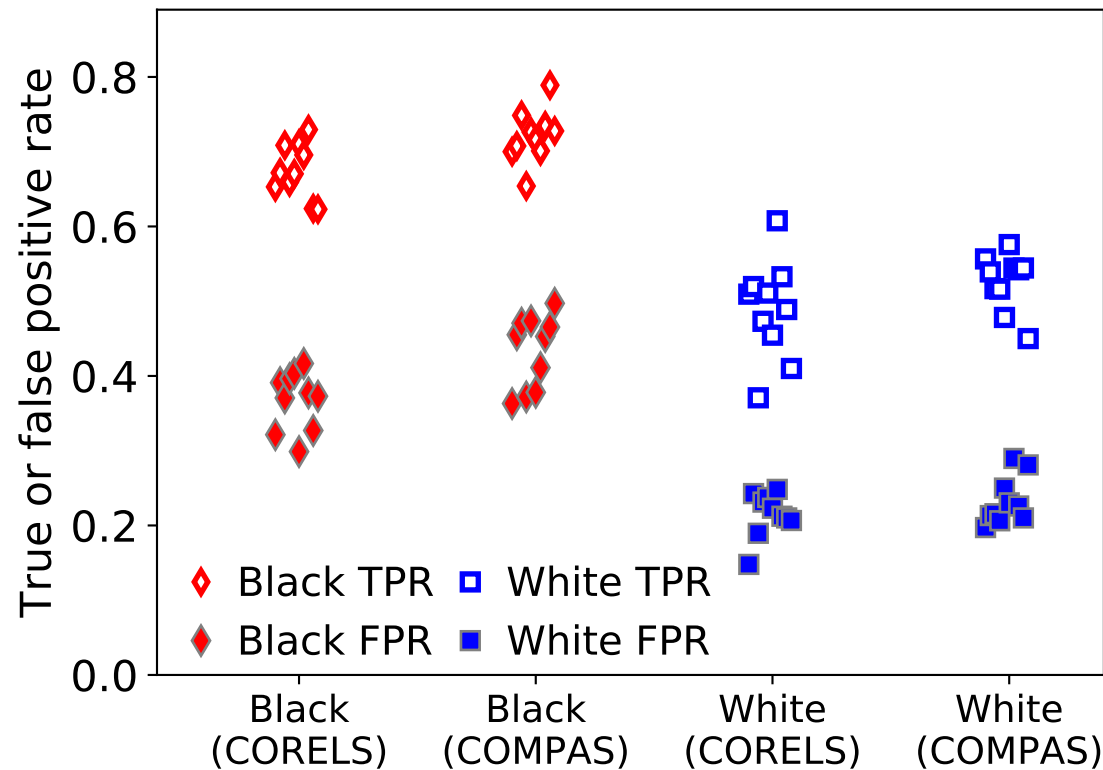 True or false positive rate
0.8
0.6
0.4
0.2
0.0
Black TPR
White TPR
Black FPR
White FPR
Black
(CORELS)
Black
(COMPAS)
White
(CORELS)
White
(COMPAS)